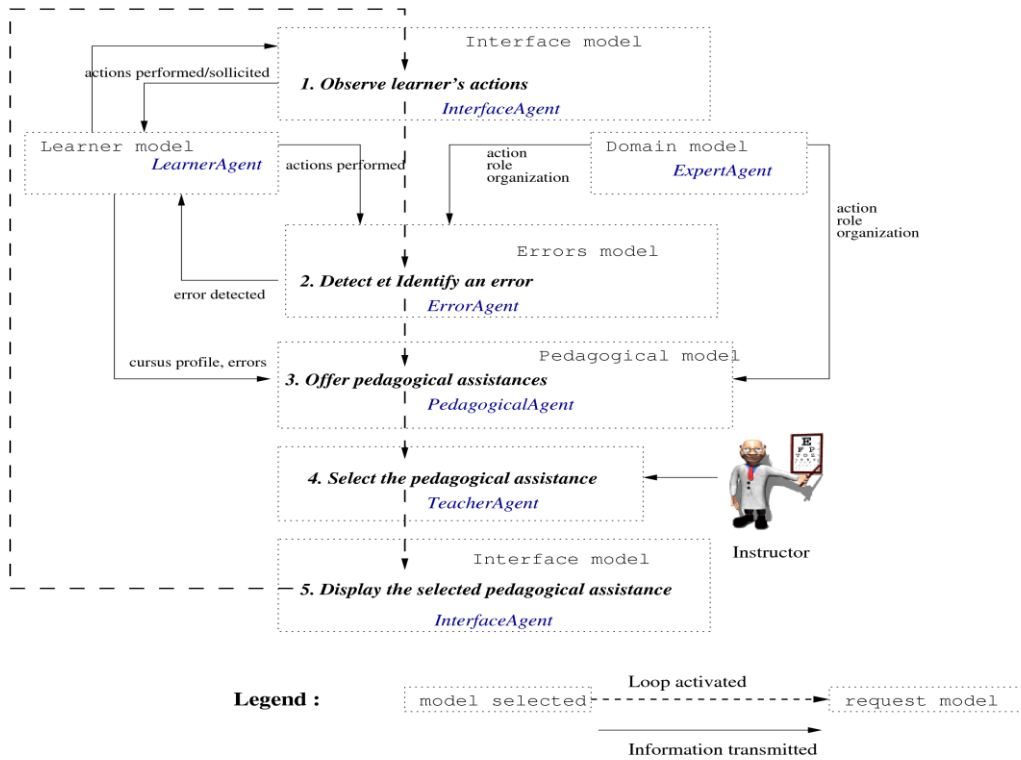 Interface model
actions performed/sollicited
1. Observe learner's actions
InterfaceAgent
Learner model
LearnerAgent
actions performed
action
role
organization
Domain model
ExpertAgent
action
role
organization
Errors model
2. Detect et Identify an error
ErrorAgent
error detected
Pedagogical model
cursus profile, errors
3. Offer pedagogical assistances
PedagogicalAgent
E
F P
T O Z
4. Select the pedagogical assistance
TeacherAgent
Instructor
Interface model
5. Display the selected pedagogical assistance
InterfaceAgent
Legend :
model selected
Loop activated
request model
Information transmitted